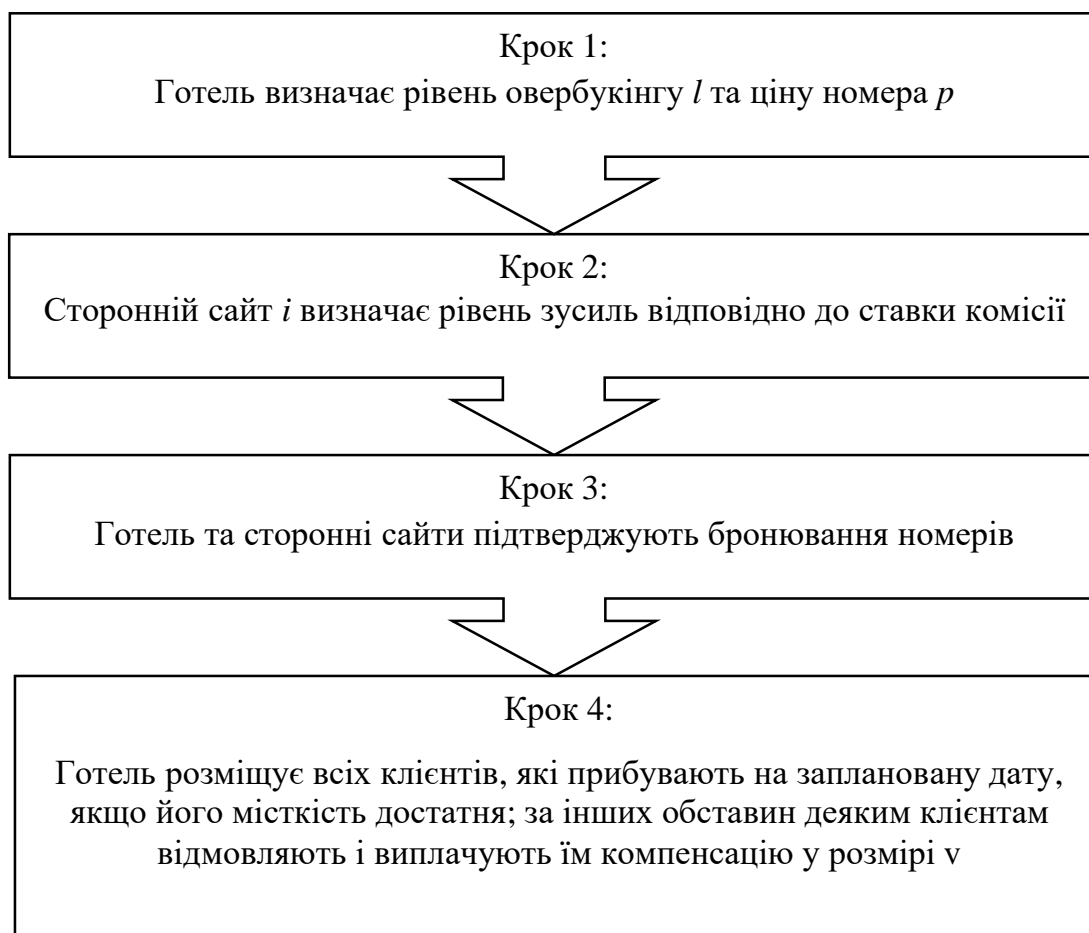 Крок 1:
Готель визначає рівень овербукінгу l та ціну номера p
Крок 2:
Сторонній сайт i визначає рівень зусиль відповідно до ставки комісії
Крок 3:
Готель та сторонні сайти підтверджують бронювання номерів
Крок 4:
Готель розміщує всіх клієнтів, які прибувають на заплановану дату,
якщо його місткість достатня; за інших обставин деяким клієнтам
відмовляють і виплачують їм компенсацію у розмірі v